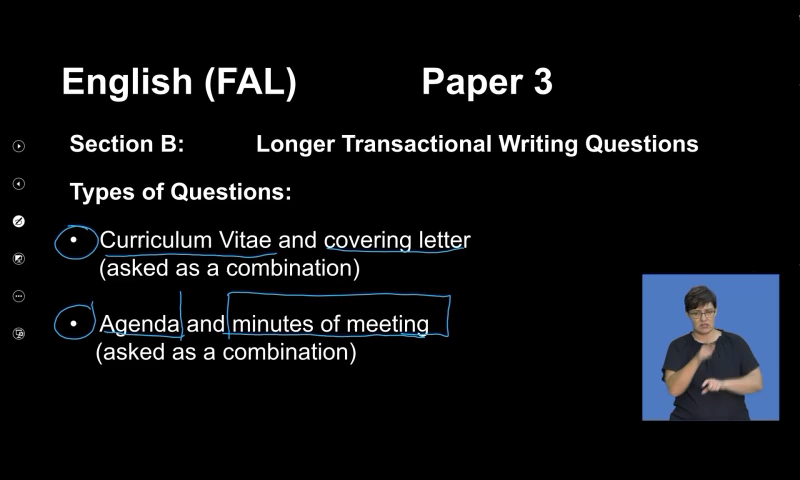 English (FAL) Paper 3
Section B: Longer Transactional Writing Questions
Types of Questions:
• Curriculum Vitae and covering letter
(asked as a combination)
• Agenda and minutes of meeting
(asked as a combination)